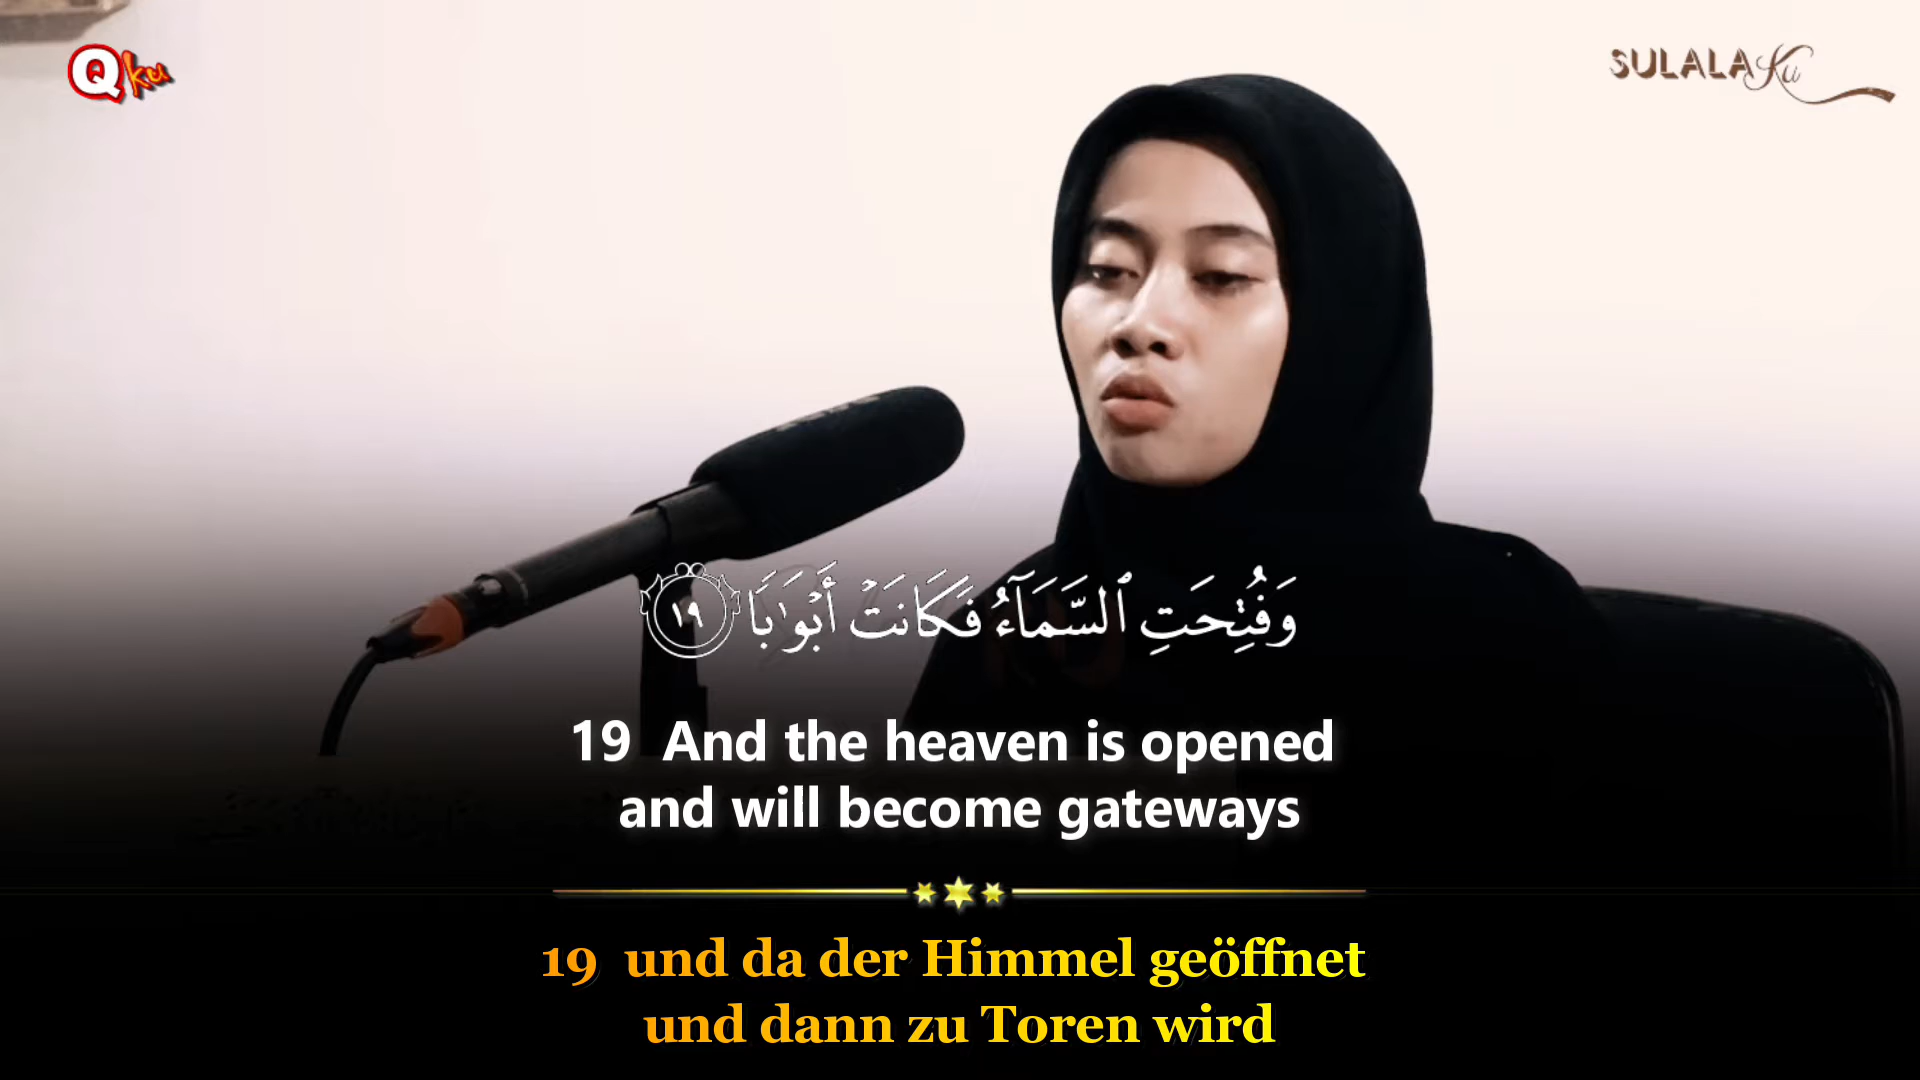 Qku
SULALAKu
وَفُتِحَتِ ٱلسَّمَآءُ فَكَانَتْ أَبْوَٰبًا ١٩
19 And the heaven is opened
and will become gateways
19 und da der Himmel geöffnet
und dann zu Toren wird